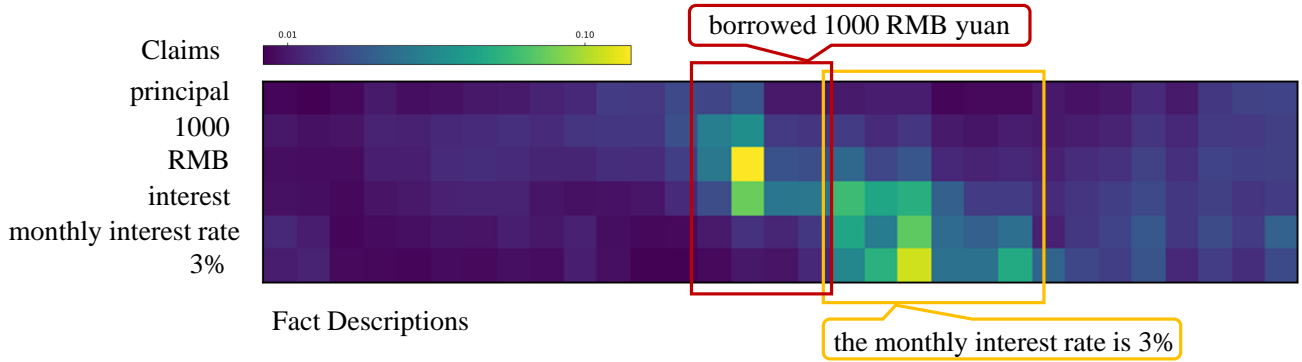 borrowed 1000 RMB yuan
Claims
0.01
0.10
principal
1000
RMB
interest
monthly interest rate
3%
Fact Descriptions
the monthly interest rate is 3%